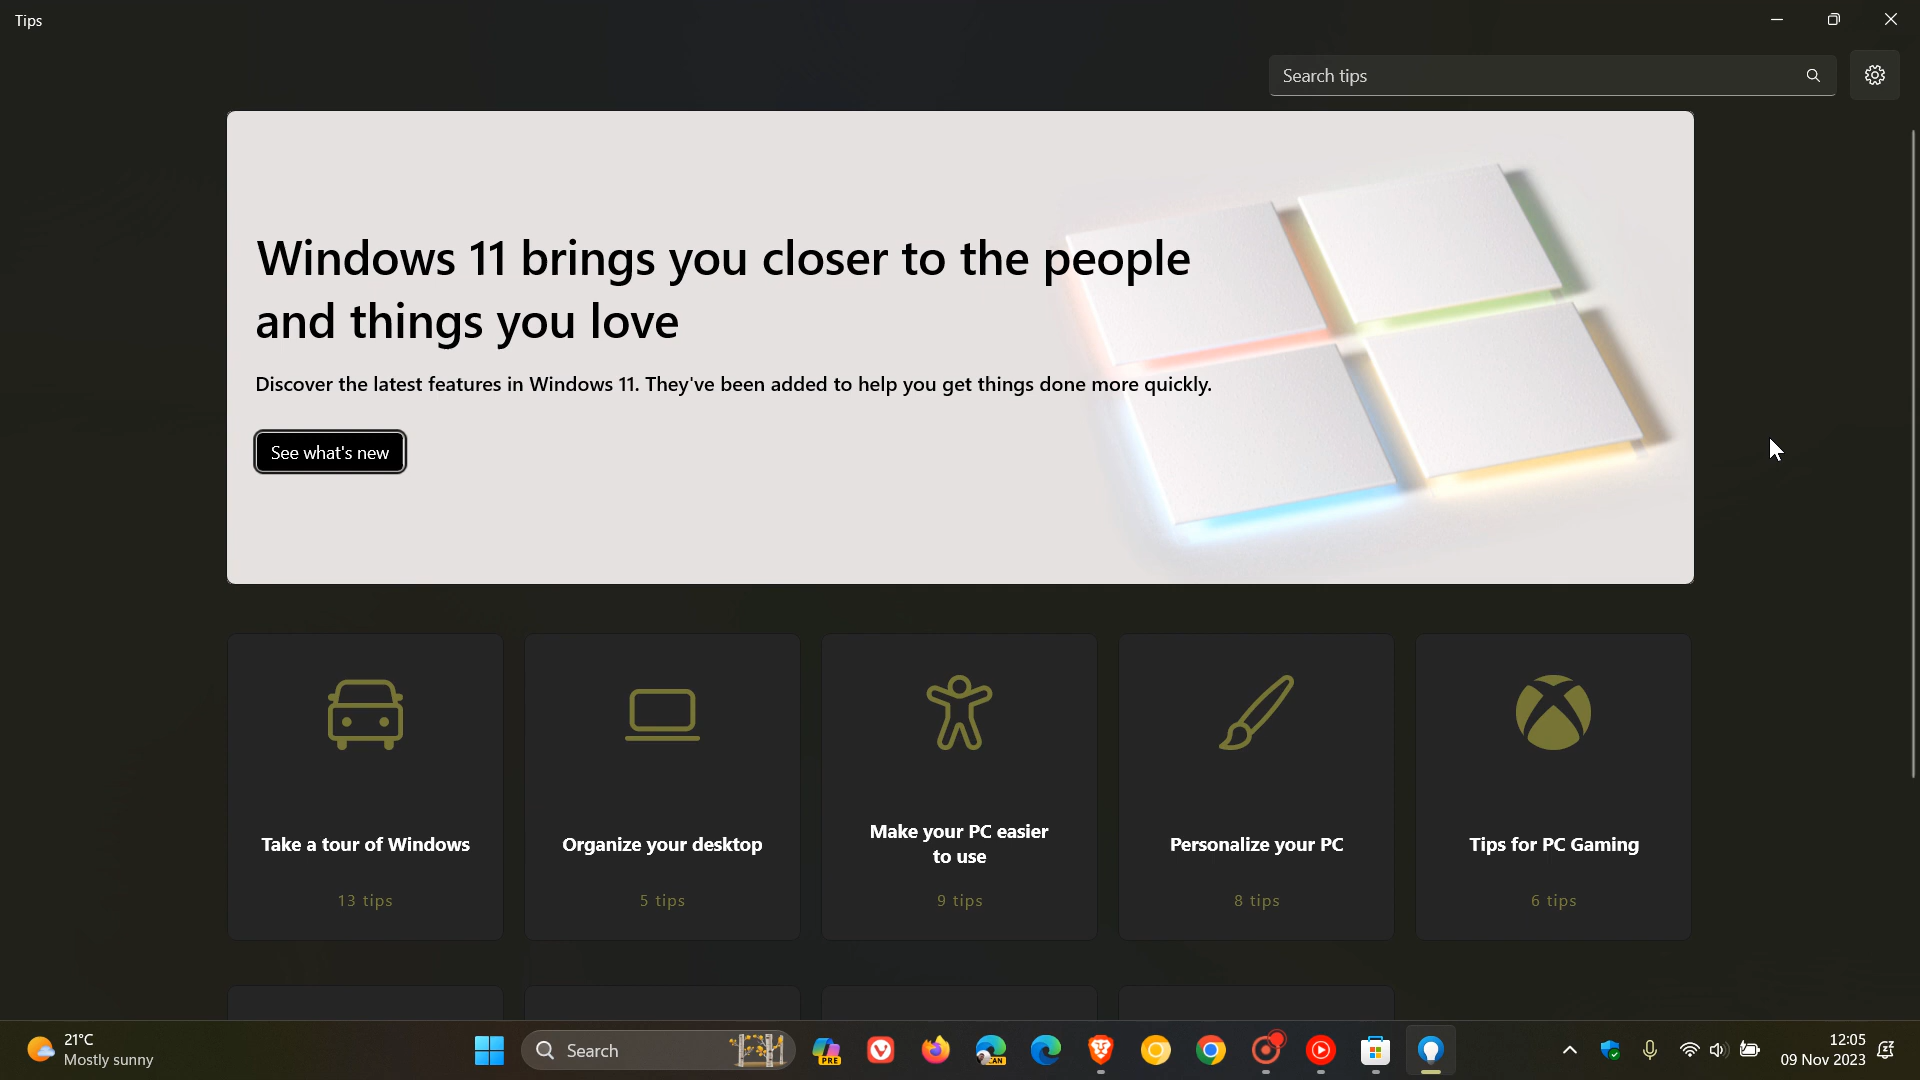 Tips
Search tips
Windows 11 brings you closer to the people
and things you love
Discover the latest features in Windows 11. They've been added to help you get things done more quickly.
See what's new
Take a tour of Windows
13 tips
Organize your desktop
5 tips
Make your PC easier
to use
9 tips
Personalize your PC
8 tips
Tips for PC Gaming
6 tips
21°C
Mostly sunny
Search
PRE
CAN
12:05
09 Nov 2023